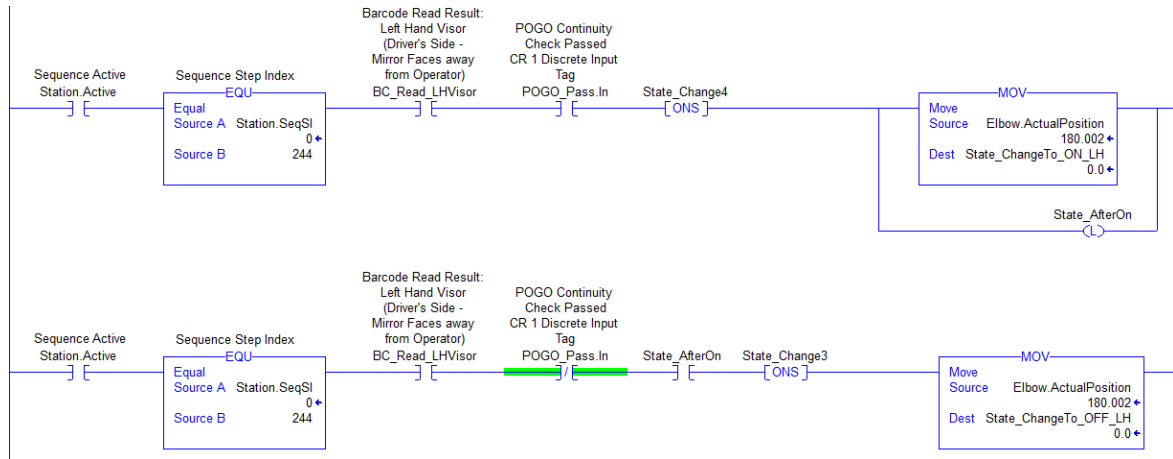 Barcode Read Result:
Left Hand Visor
(Driver's Side -
Mirror Faces away
from Operator)
BC_Read_LHVisor
POGO Continuity
Check Passed
CR 1 Discrete Input
Tag
POGO_Pass.In
Sequence Active
Station.Active
Sequence Step Index
EQU
Equal
Source A Station.SeqSI
0
Source B 244
State_Change4
ONS
MOV
Move
Source Elbow.ActualPosition
180.002
Dest State_ChangeTo_ON_LH
0.0
State_AfterOn
L
Barcode Read Result:
Left Hand Visor
(Driver's Side -
Mirror Faces away
from Operator)
BC_Read_LHVisor
POGO Continuity
Check Passed
CR 1 Discrete Input
Tag
POGO_Pass.In
Sequence Active
Station.Active
Sequence Step Index
EQU
Equal
Source A Station.SeqSI
0
Source B 244
State_AfterOn
State_Change3
ONS
MOV
Move
Source Elbow.ActualPosition
180.002
Dest State_ChangeTo_OFF_LH
0.0